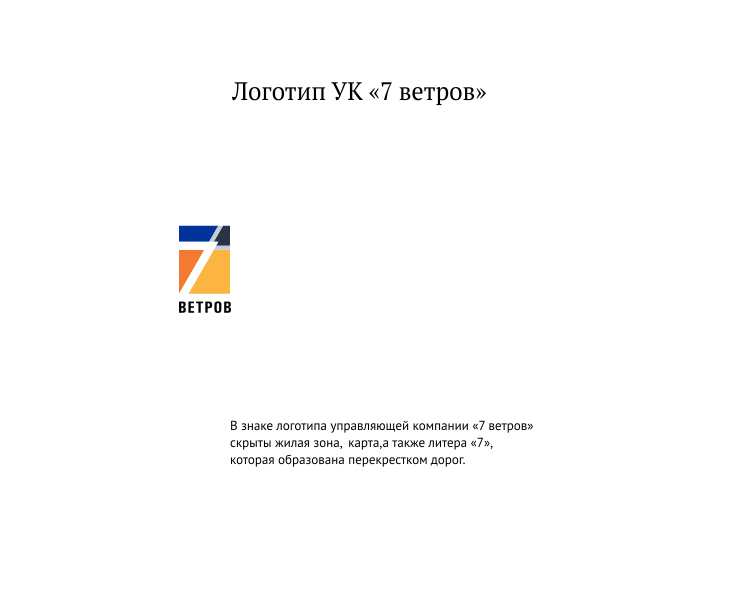 Логотип УК «7 ветров»
7
ВЕТРОВ
В знаке логотипа управляющей компании «7 ветров»
скрыты жилая зона,  карта,а также литера «7»,
которая образована перекрестком дорог.